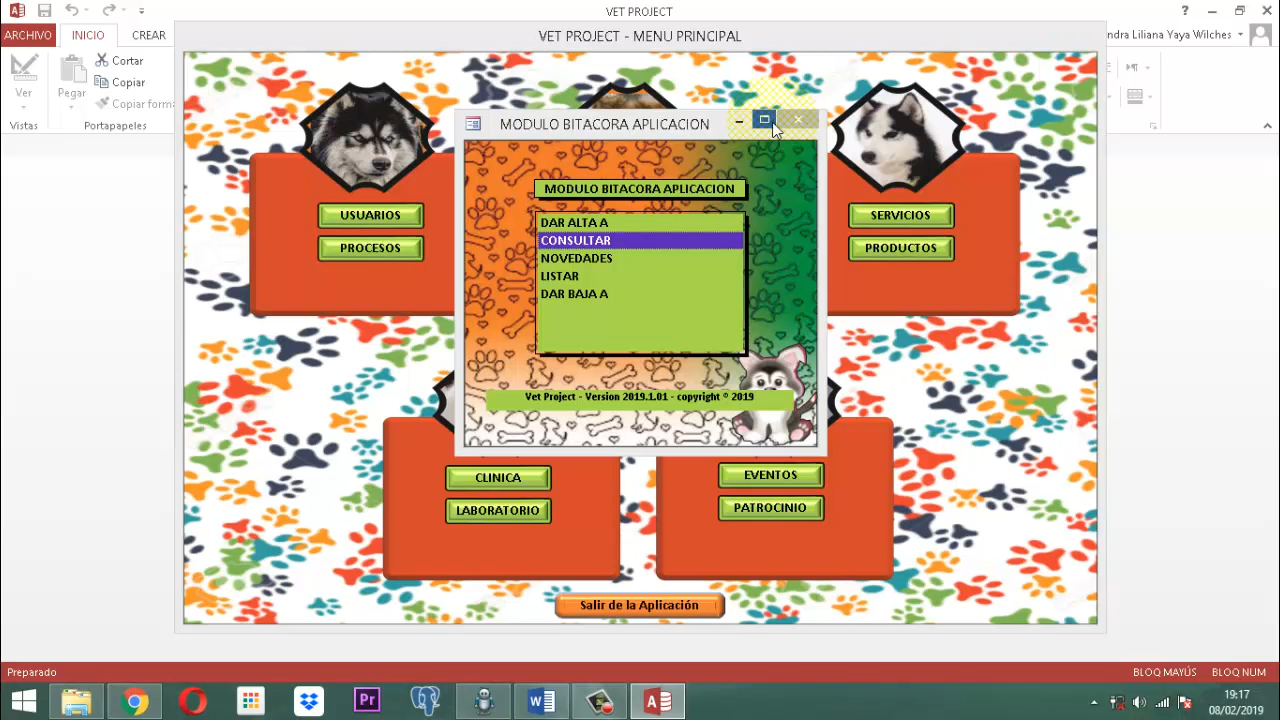 VET PROJECT
ARCHIVO
INICIO
CREAR
ndra Liliana Yaya Wilches
Ver
Pegar
Cortar
Copiar
Copiar forma
Vistas
Portapapeles
VET PROJECT - MENU PRINCIPAL
USUARIOS
PROCESOS
MODULO BITACORA APLICACION
MODULO BITACORA APLICACION
DAR ALTA A
CONSULTAR
NOVEDADES
LISTAR
DAR BAJA A
Vet Project - Version 2019.1.01 - copyright © 2019
SERVICIOS
PRODUCTOS
CLINICA
LABORATORIO
EVENTOS
PATROCINIO
Salir de la Aplicación
Preparado
BLOQ MAYÚS
BLOQ NUM
Pr
19:17
08/02/2019